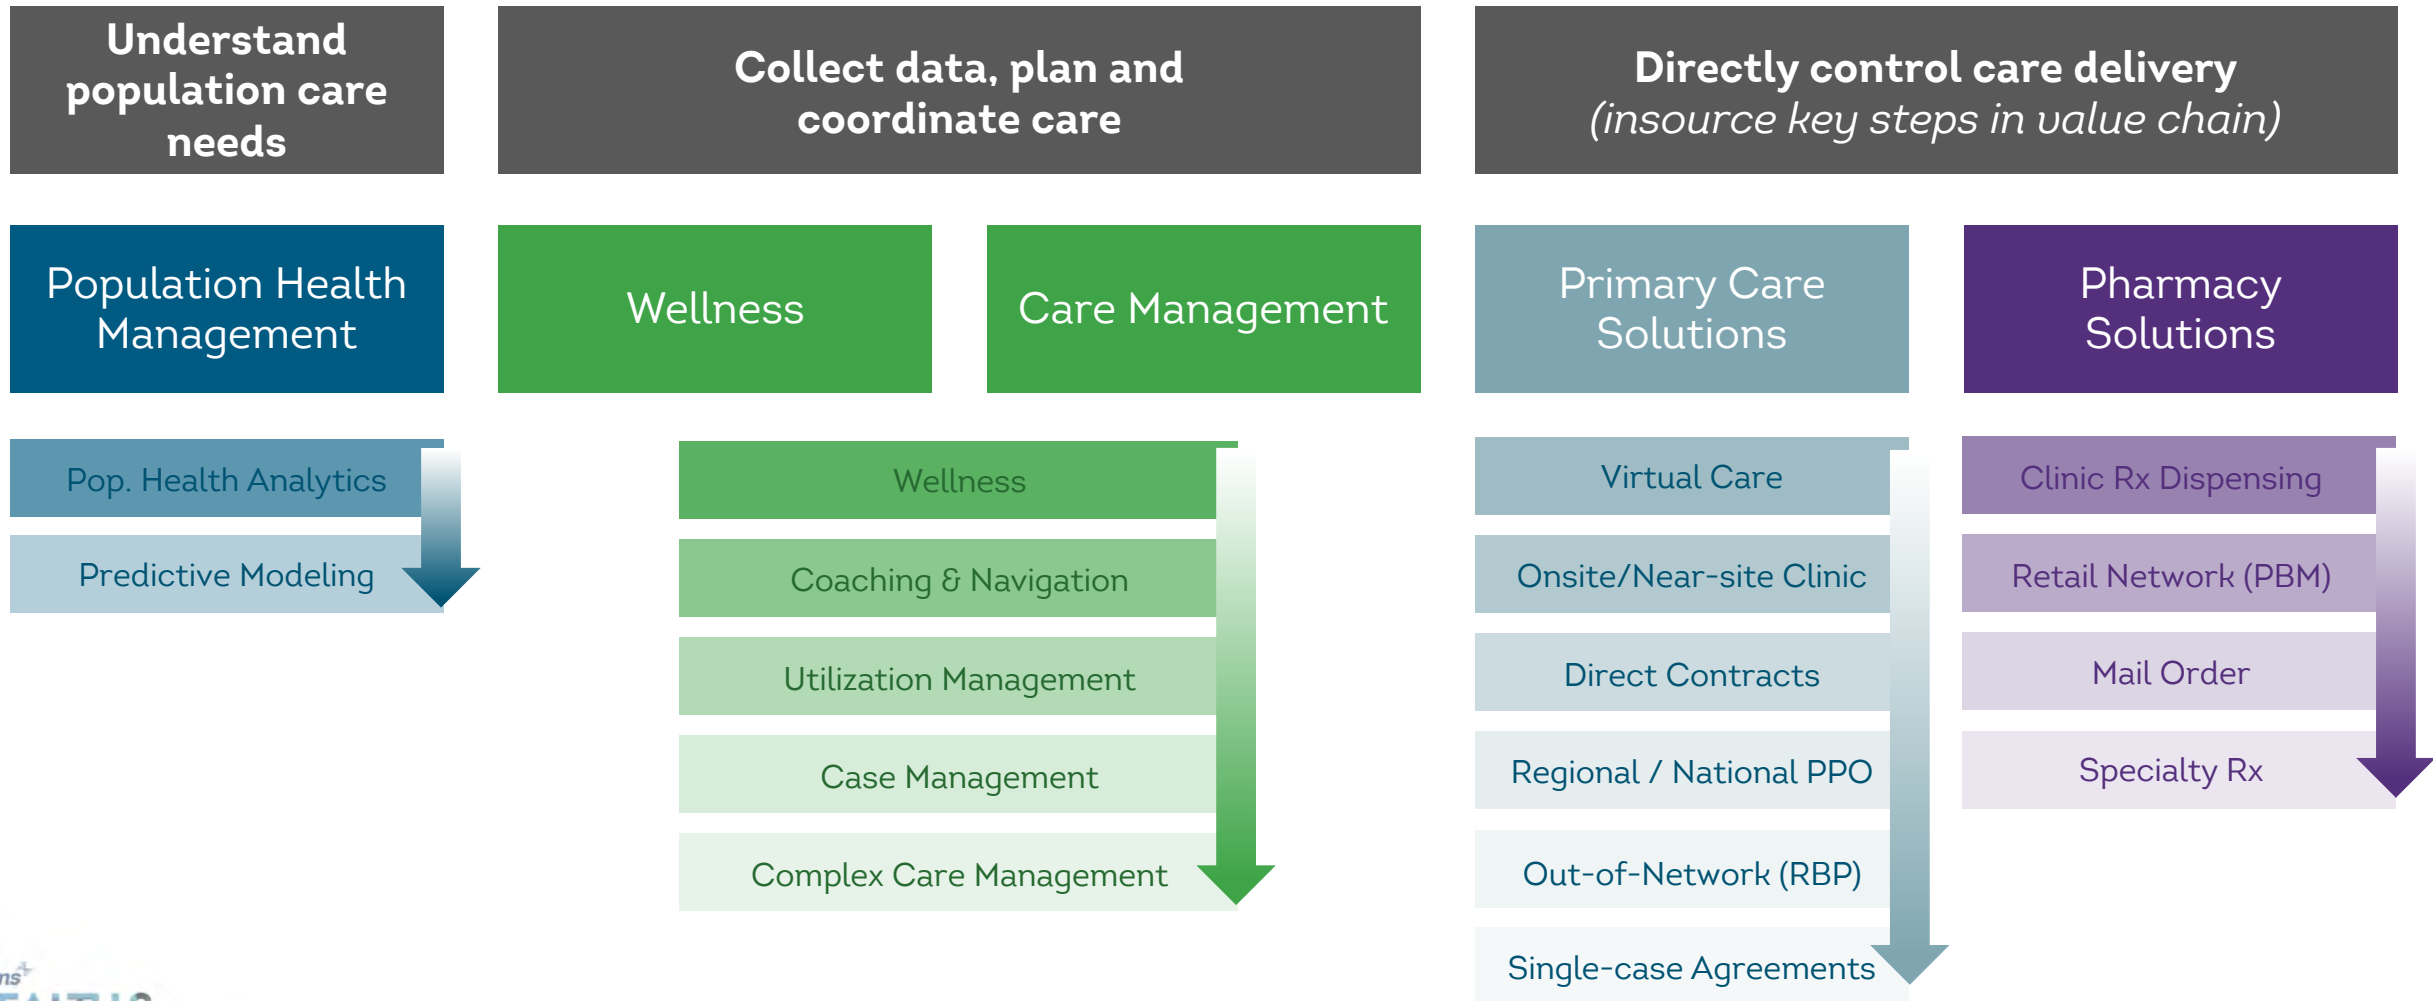 Understand
population care
needs
Collect data, plan and
coordinate care
Directly control care delivery
(insource key steps in value chain)
Population Health
Management
Wellness
Care Management
Primary Care
Solutions
Pharmacy
Solutions
Pop. Health Analytics
Predictive Modeling
Wellness
Coaching & Navigation
Utilization Management
Case Management
Complex Care Management
Virtual Care
Onsite/Near-site Clinic
Direct Contracts
Regional / National PPO
Out-of-Network (RBP)
Single-case Agreements
Clinic Rx Dispensing
Retail Network (PBM)
Mail Order
Specialty Rx